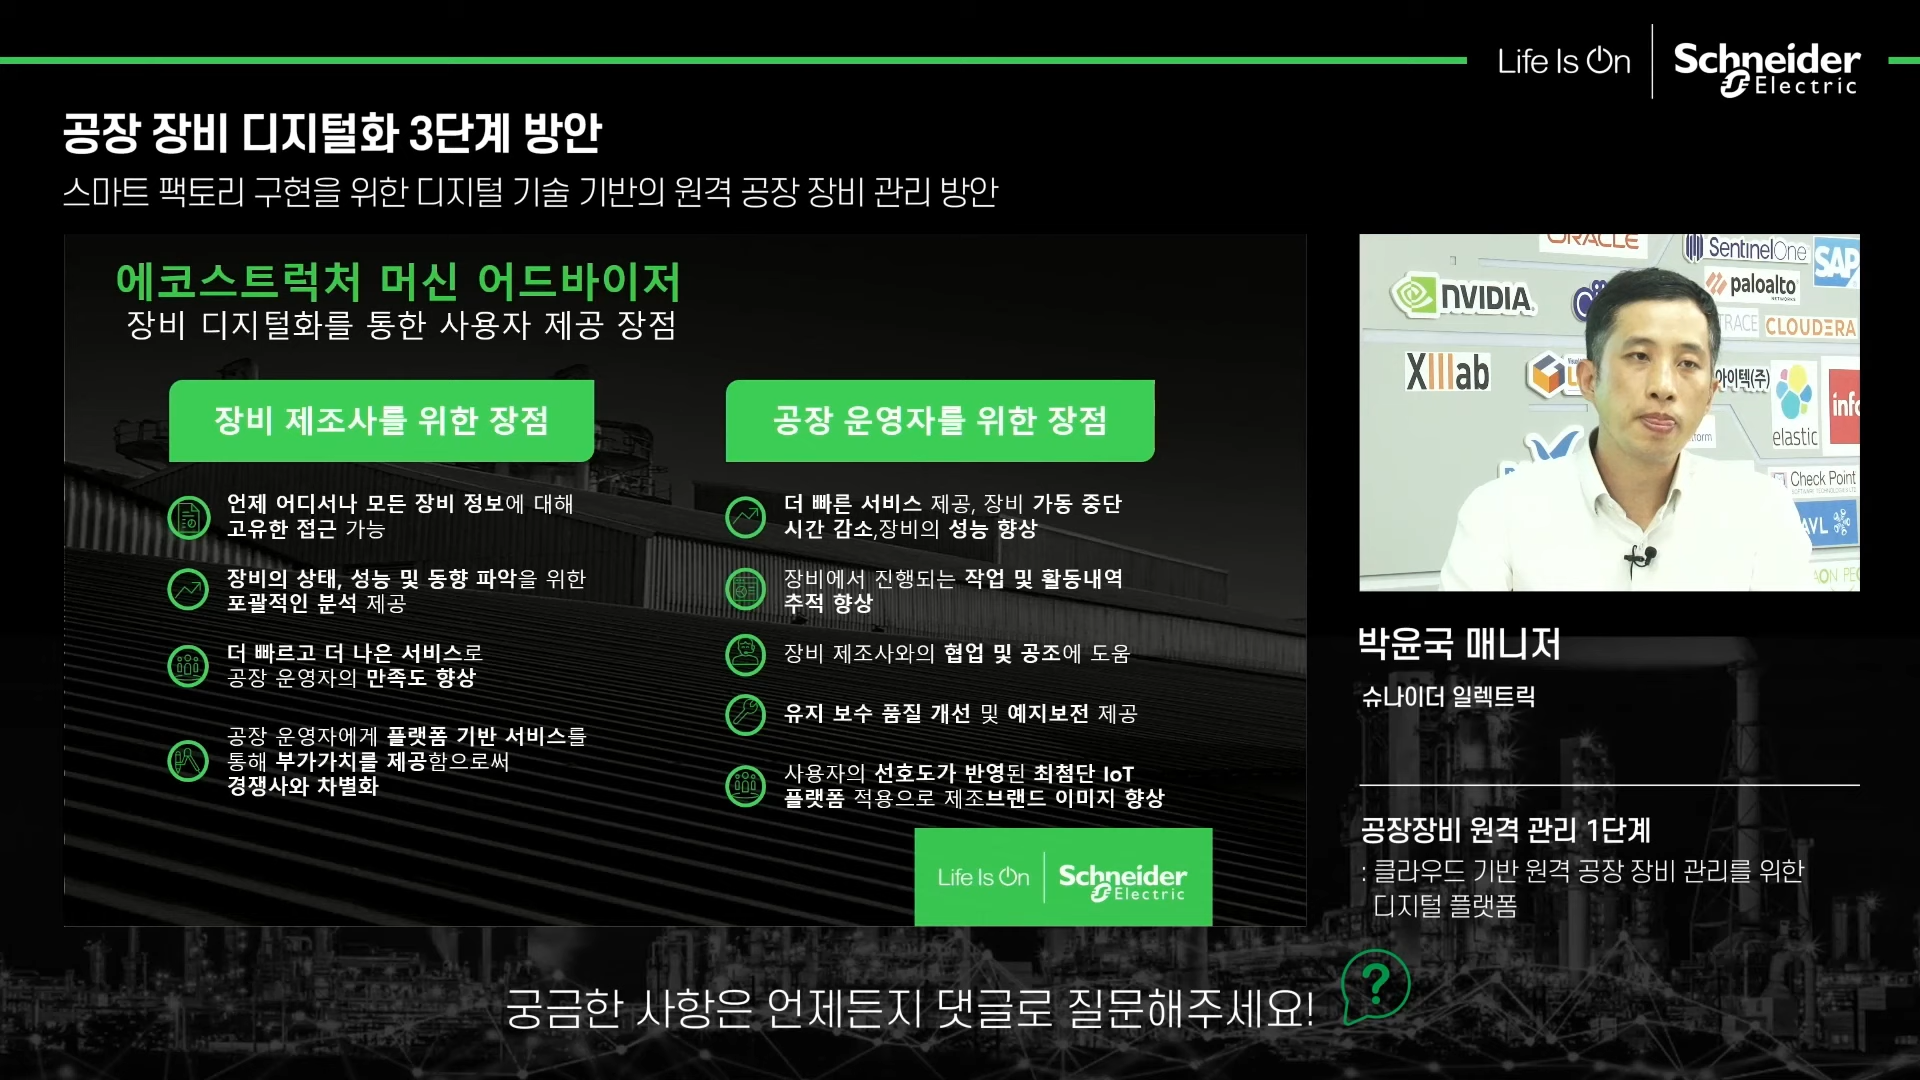 Life Is On
Schneider
Electric
공장 장비 디지털화 3단계 방안
스마트 팩토리 구현을 위한 디지털 기술 기반의 원격 공장 장비 관리 방안
에코스트럭처 머신 어드바이저
장비 디지털화를 통한 사용자 제공 장점
장비 제조사를 위한 장점
언제 어디서나 모든 장비 정보에 대해
고유한 접근 가능
장비의 상태, 성능 및 동향 파악을 위한
포괄적인 분석 제공
더 빠르고 더 나은 서비스로
공장 운영자의 만족도 향상
공장 운영자에게 플랫폼 기반 서비스를
통해 부가가치를 제공함으로써
경쟁사와 차별화
공장 운영자를 위한 장점
더 빠른 서비스 제공, 장비 가동 중단
시간 감소,장비의 성능 향상
장비에서 진행되는 작업 및 활동내역
추적 향상
장비 제조사와의 협업 및 공조에 도움
유지 보수 품질 개선 및 예지보전 제공
사용자의 선호도가 반영된 최첨단 IoT
플랫폼 적용으로 제조브랜드 이미지 향상
Life Is On
Schneider
Electric
ORACLE
SentinelOne
SAP
NVIDIA
paloalto
NETWORKS
CLOUDERA
XIIIab
아이텍(주)
elastic
Check Point
AVL
박윤국 매니저
슈나이더 일렉트릭
공장장비 원격 관리 1단계
: 클라우드 기반 원격 공장 장비 관리를 위한
디지털 플랫폼
궁금한 사항은 언제든지 댓글로 질문해주세요!
?